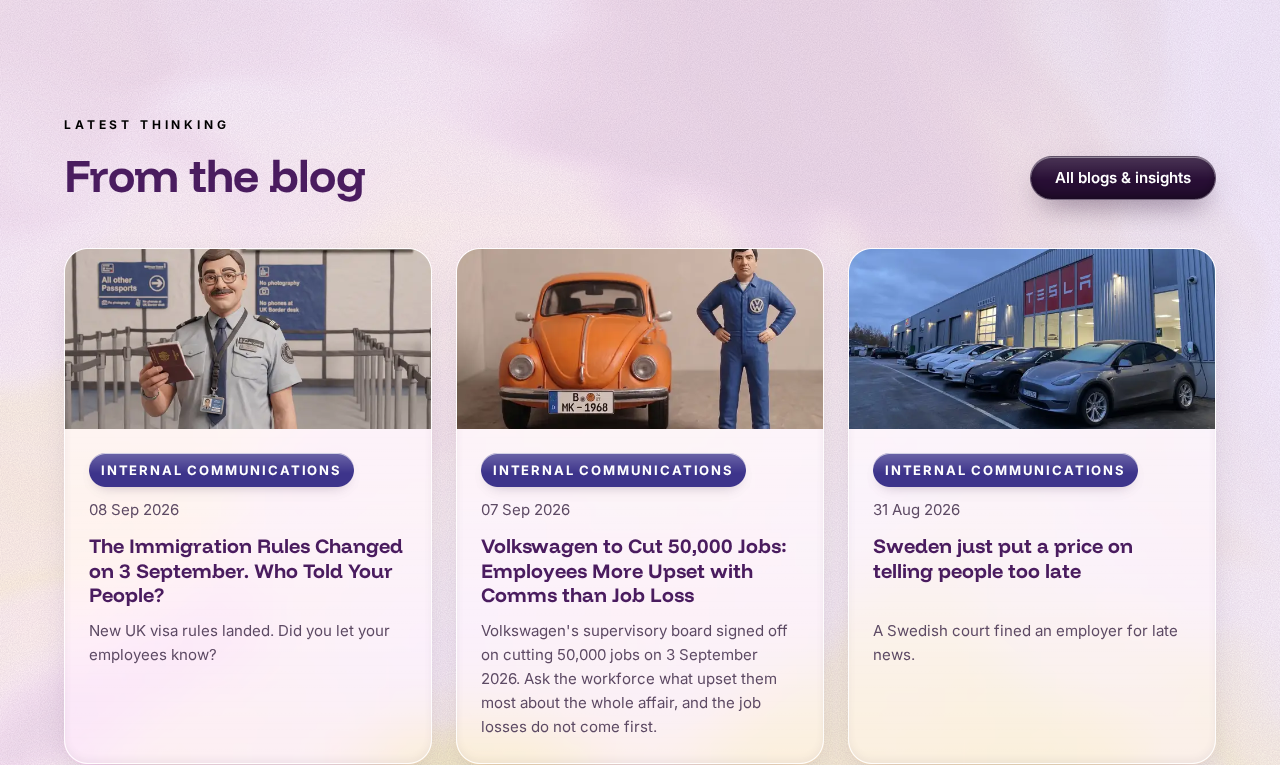 LATEST THINKING
From the blog
All blogs & insights
All other
Passports
No photography
No phones at
UK Border desk
B
MK-1968
TESLA
INTERNAL COMMUNICATIONS
08 Sep 2026
The Immigration Rules Changed
on 3 September. Who Told Your
People?
New UK visa rules landed. Did you let your
employees know?
INTERNAL COMMUNICATIONS
07 Sep 2026
Volkswagen to Cut 50,000 Jobs:
Employees More Upset with
Comms than Job Loss
Volkswagen's supervisory board signed off
on cutting 50,000 jobs on 3 September
2026. Ask the workforce what upset them
most about the whole affair, and the job
losses do not come first.
INTERNAL COMMUNICATIONS
31 Aug 2026
Sweden just put a price on
telling people too late
A Swedish court fined an employer for late
news.